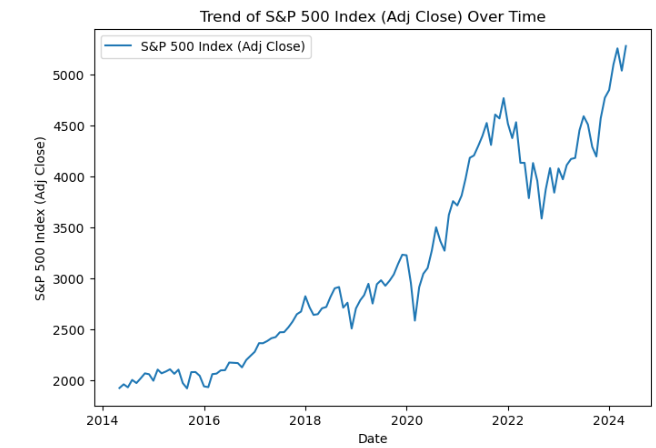 Trend of S&P 500 Index (Adj Close) Over Time
S&P 500 Index (Adj Close)
S&P 500 Index (Adj Close)
5000
4500
4000
3500
3000
2500
2000
2014 2016 2018 2020 2022 2024
Date